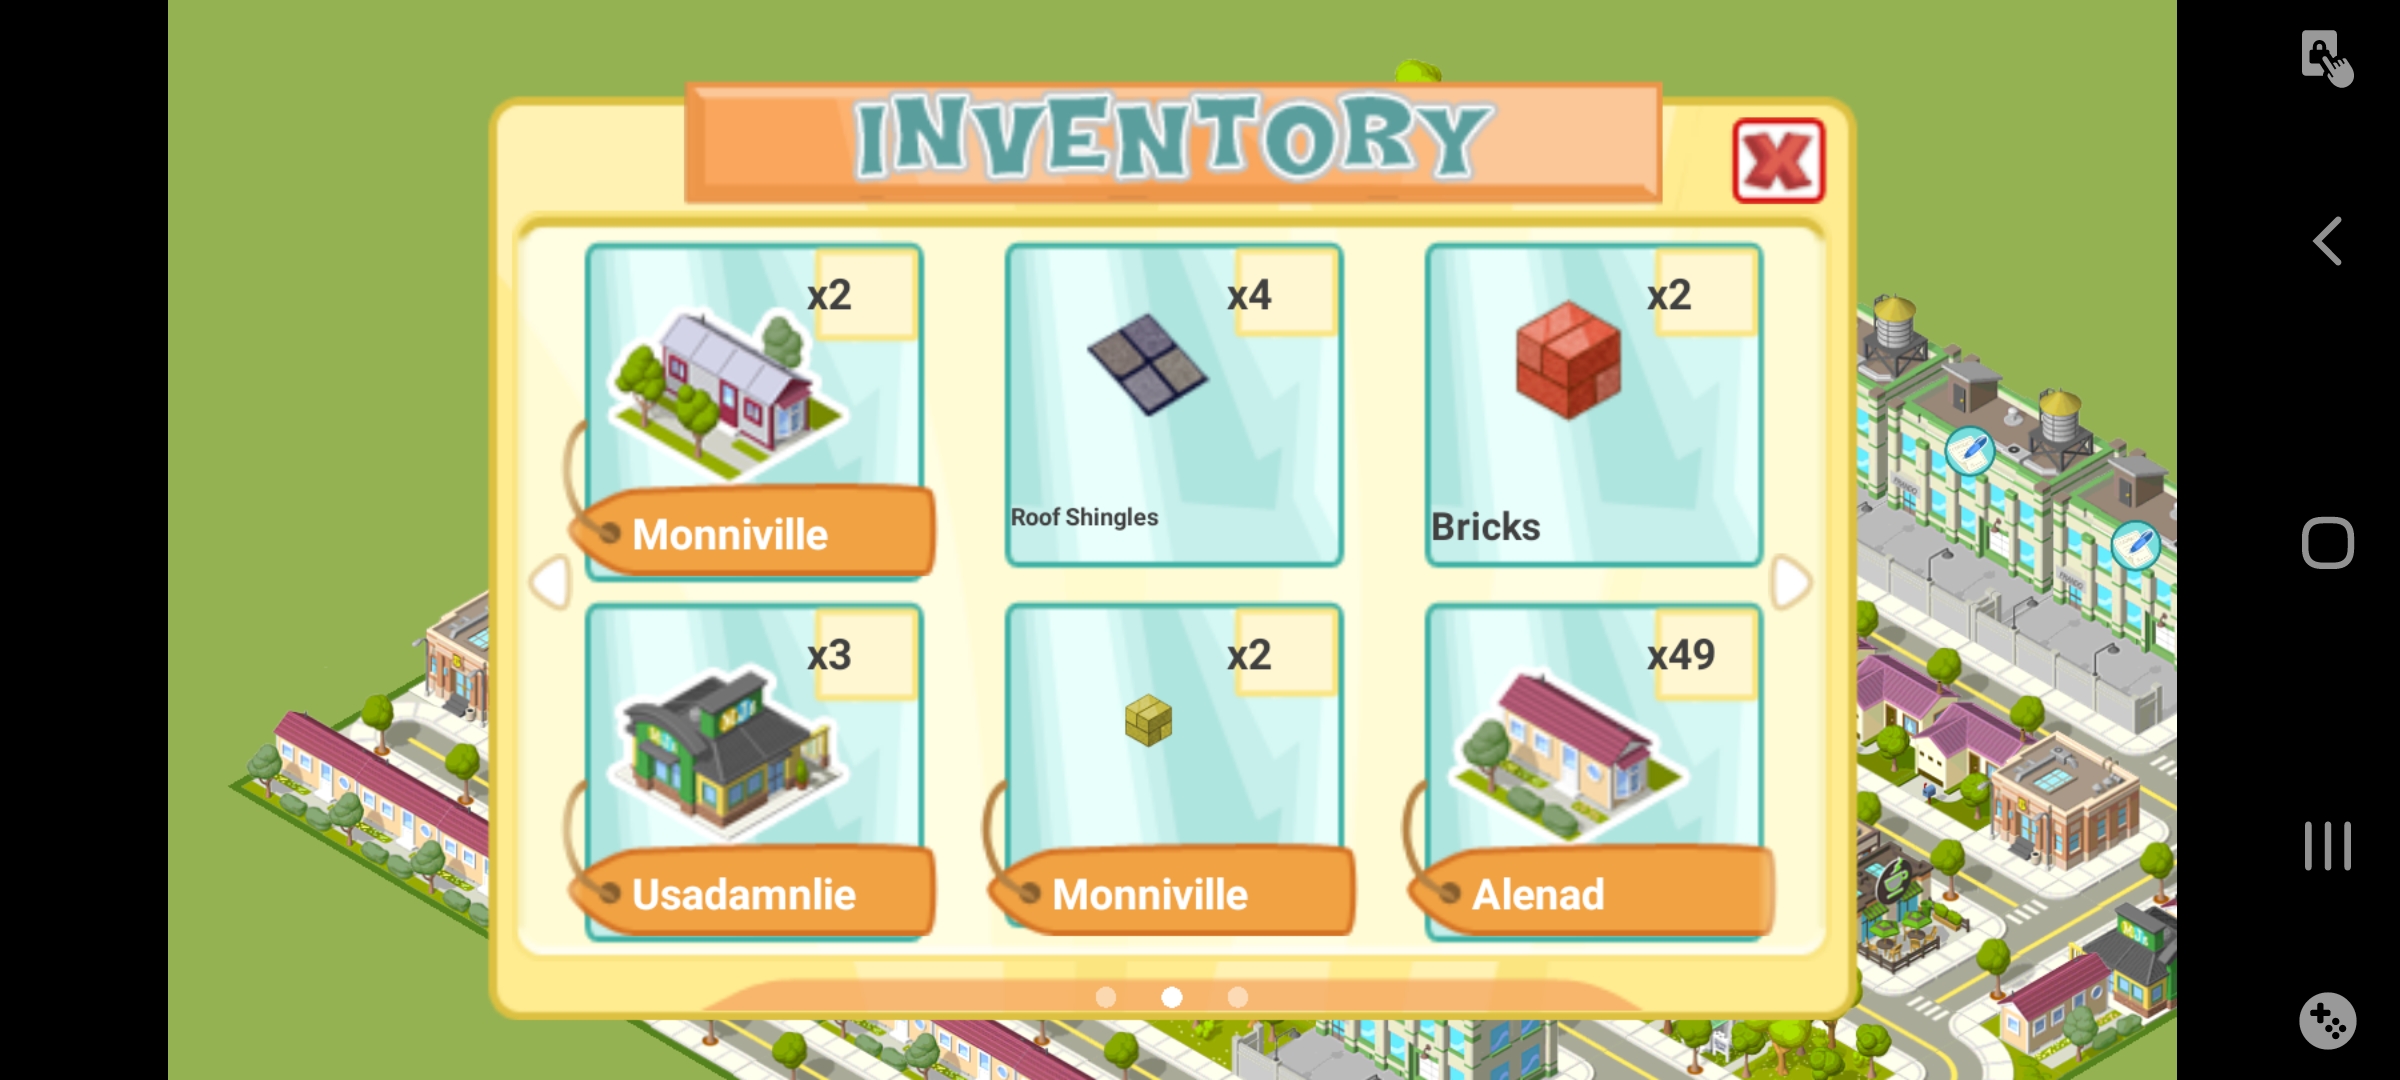 INVENTORY
X
x2
x4
x2
Monniville
Roof Shingles
Bricks
x3
x2
x49
Usadamnlie
Monniville
Alenad